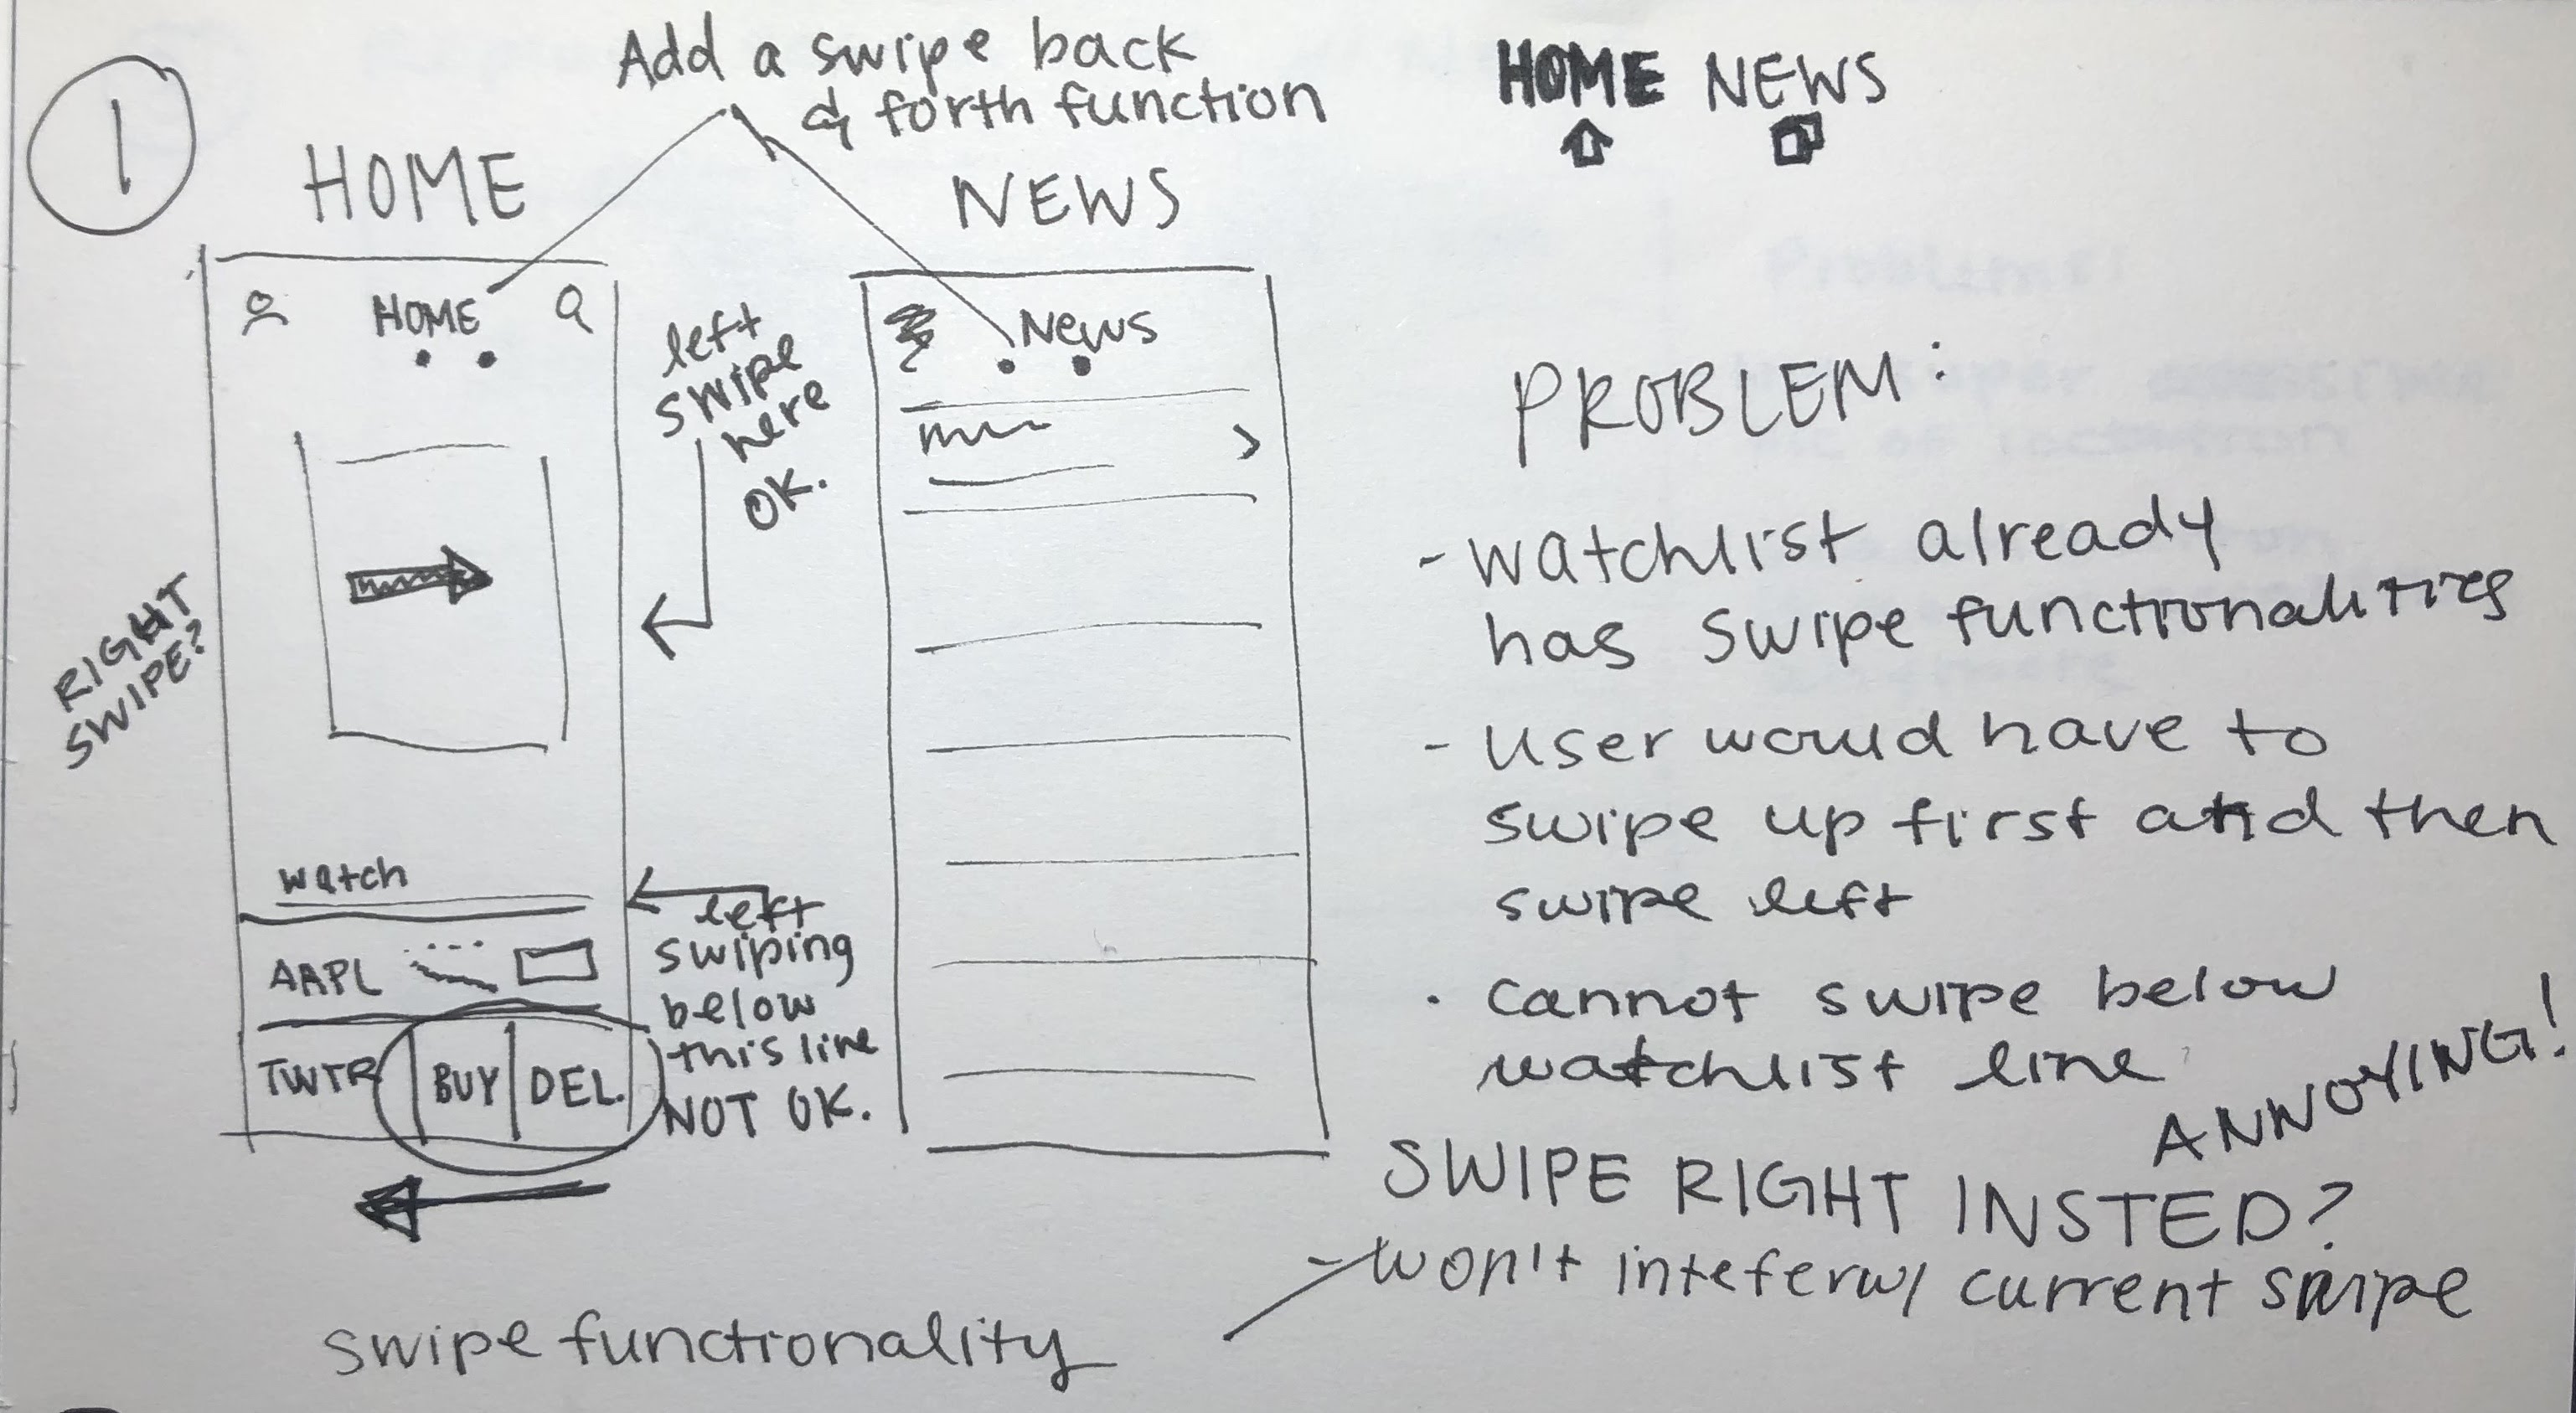 1
Add a swipe back
& forth function
HOME NEWS
HOME
NEWS
HOME
News
left
swipe
here
OK.
RIGHT
SWIPE?
watch
AAPL
TWTR BUY DEL.
left
swiping
below
this line
NOT OK.
PROBLEM:
- watchlist already
has swipe functionalities
- user would have to
swipe up first and then
swipe left
· cannot swipe below
watchlist line
ANNOYING!
SWIPE RIGHT INSTED?
- won't intefer w/ current swipe
swipe functionality